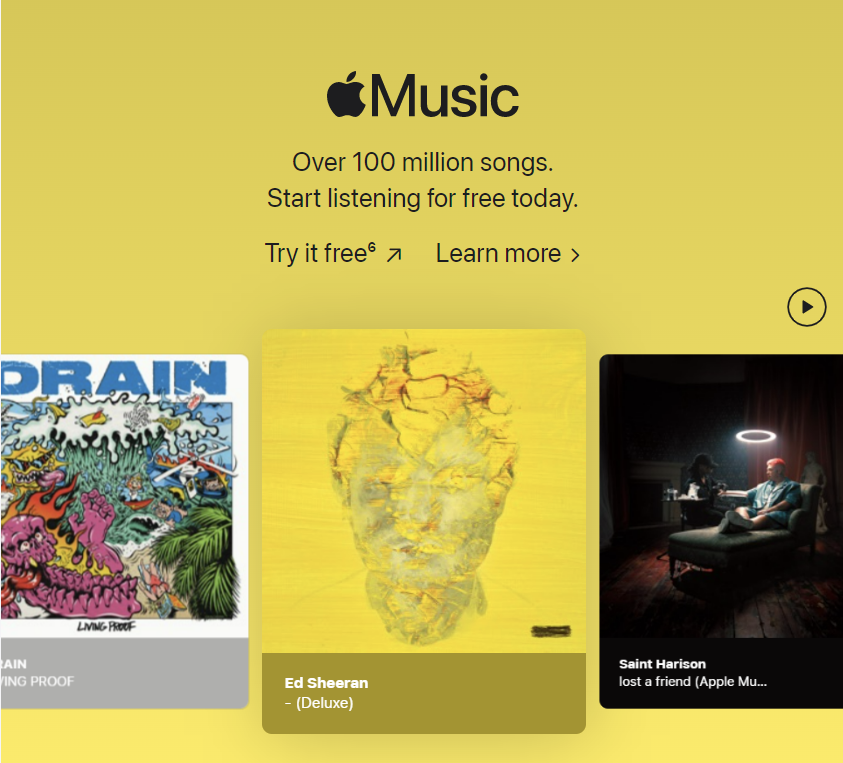 Music
Over 100 million songs.
Start listening for free today.
Try it free⁶ ↗ Learn more >
DRAIN
LIVING PROOF
RAIN
VING PROOF
Ed Sheeran
- (Deluxe)
Saint Harison
lost a friend (Apple Mu...